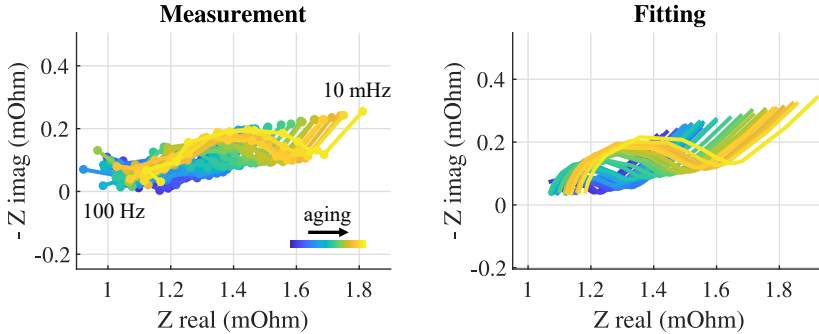 Measurement
- Z imag (mOhm)
0.4
0.2
0
-0.2
10 mHz
100 Hz
aging
1
1.2
1.4
1.6
1.8
Z real (mOhm)
Fitting
- Z imag (mOhm)
0.4
0.2
0
-0.2
1
1.2
1.4
1.6
1.8
Z real (mOhm)